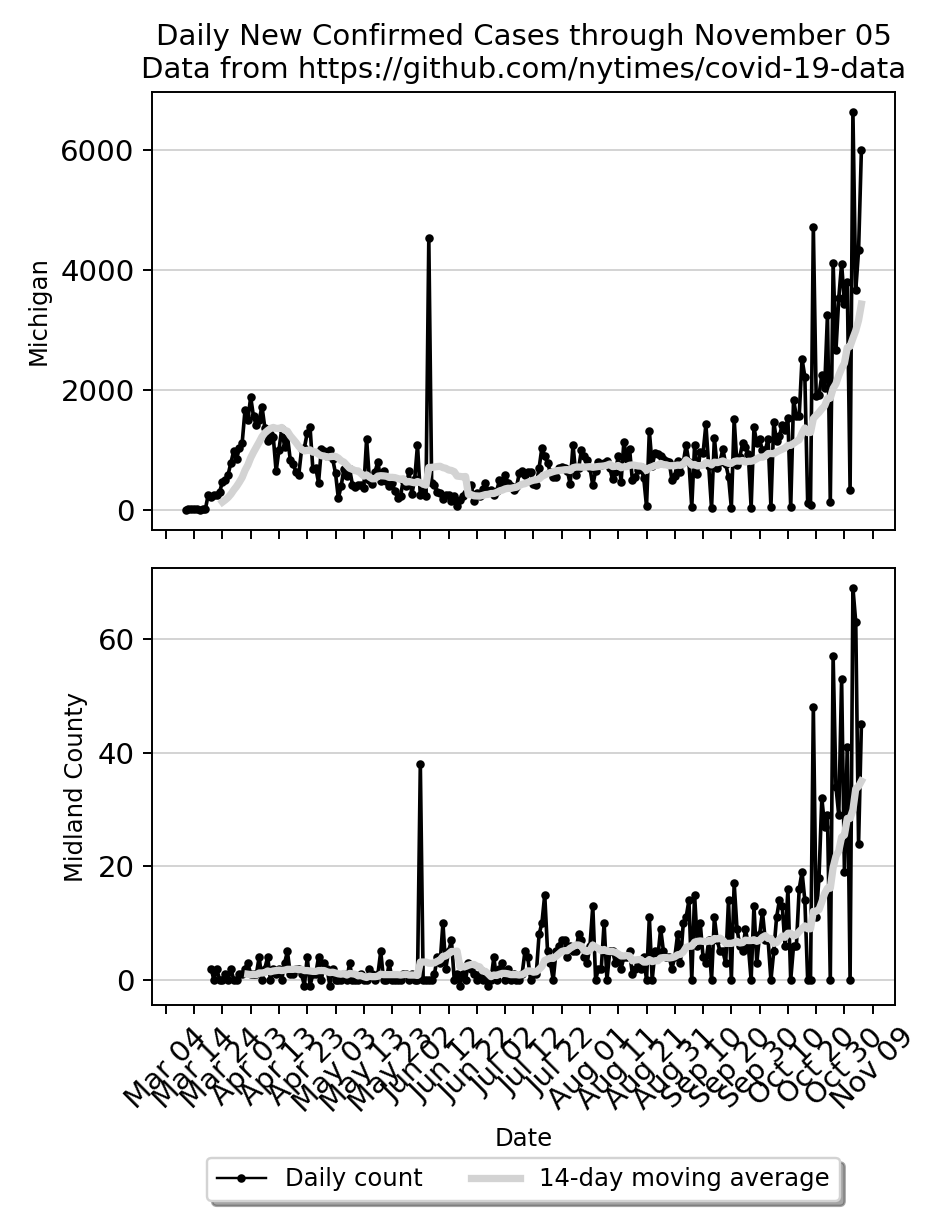 Daily New Confirmed Cases through November 05
Data from https://github.com/nytimes/covid-19-data
6000
4000
2000
0
Michigan
60
40
20
0
Midland County
Mar 04
Mar 14
Mar 24
Apr 03
Apr 13
Apr 23
May 03
May 13
May 23
Jun 02
Jun 12
Jun 22
Jul 02
Jul 12
Jul 22
Aug 01
Aug 11
Aug 21
Aug 31
Sep 10
Sep 20
Sep 30
Oct 10
Oct 20
Oct 30
Nov 09
Date
Daily count
14-day moving average